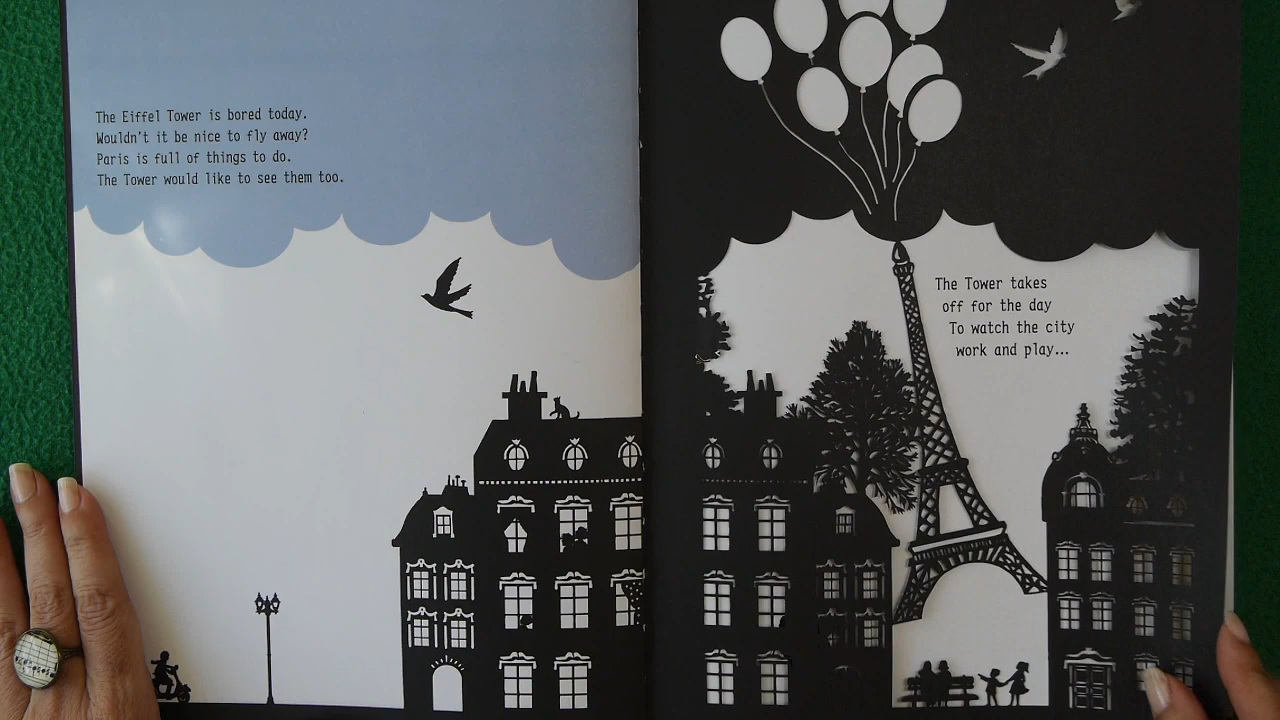 The Eiffel Tower is bored today.
Wouldn't it be nice to fly away?
Paris is full of things to do.
The Tower would like to see them too.
The Tower takes
off for the day
To watch the city
work and play...